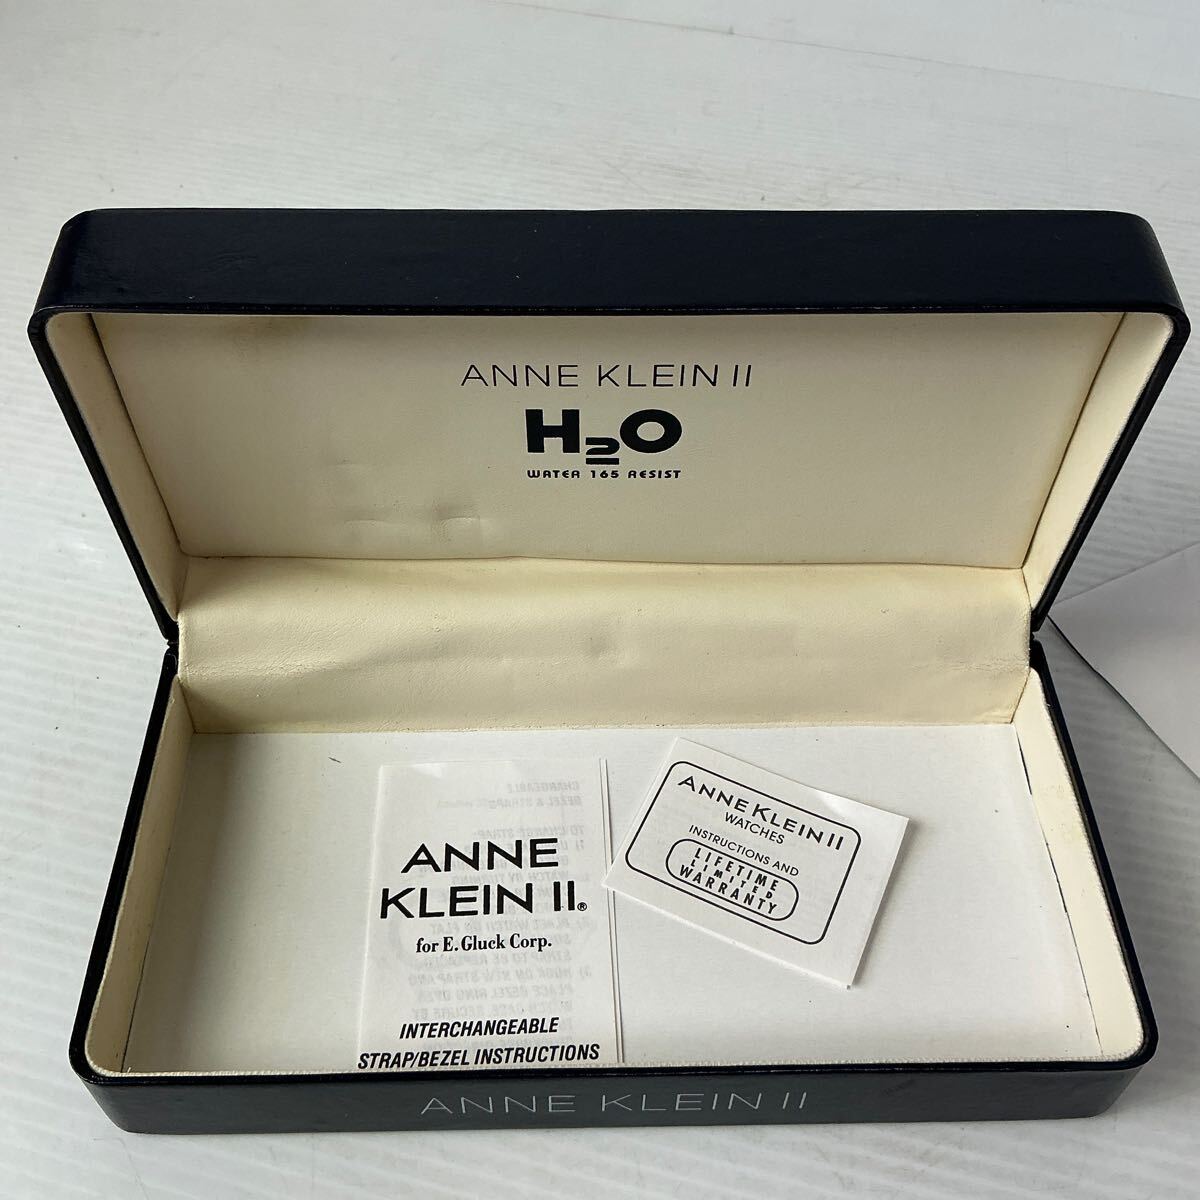 ANNE KLEIN II
H2O
WATER 165 RESIST
ANNE
KLEIN II®
for E. Gluck Corp.
INTERCHANGEABLE
STRAP/BEZEL INSTRUCTIONS
ANNE KLEIN II
WATCHES
INSTRUCTIONS AND
LIFETIME
LIMITED
WARRANTY
ANNE KLEIN II